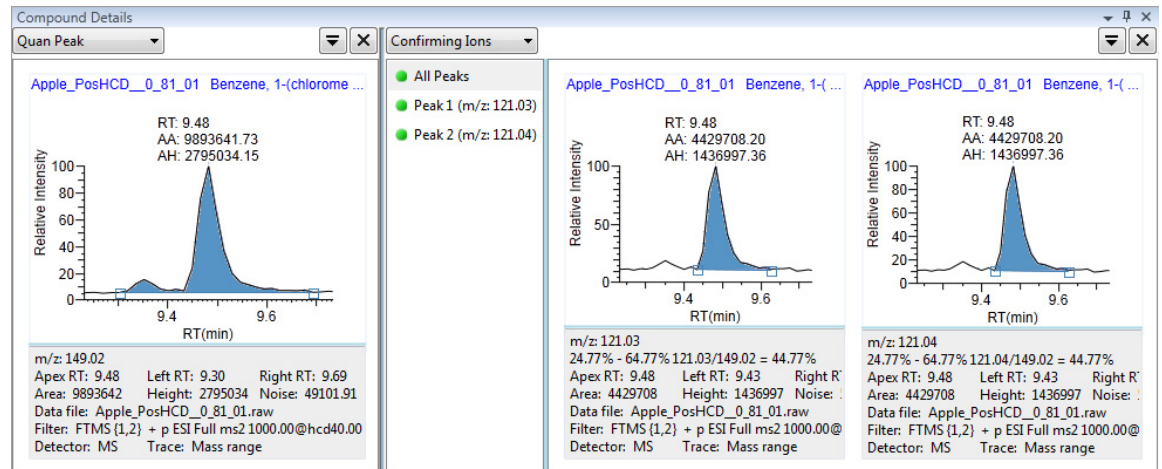 Compound Details
Quan Peak
Confirming Ions
Apple_PosHCD__0_81_01 Benzene, 1-(chlorome ...
RT: 9.48
AA: 9893641.73
AH: 2795034.15
Relative Intensity
100
80
60
40
20
0
9.4 9.6
RT(min)
m/z: 149.02
Apex RT: 9.48 Left RT: 9.30 Right RT: 9.69
Area: 9893642 Height: 2795034 Noise: 49101.91
Data file: Apple_PosHCD__0_81_01.raw
Filter: FTMS {1,2} + p ESI Full ms2 1000.00@hcd40.00
Detector: MS Trace: Mass range
All Peaks
Peak 1 (m/z: 121.03)
Peak 2 (m/z: 121.04)
Apple_PosHCD__0_81_01 Benzene, 1-( ...
RT: 9.48
AA: 4429708.20
AH: 1436997.36
Relative Intensity
100
50
0
9.4 9.6
RT(min)
m/z: 121.03
24.77% - 64.77% 121.03/149.02 = 44.77%
Apex RT: 9.48 Left RT: 9.43 Right
Area: 4429708 Height: 1436997 Noise:
Data file: Apple_PosHCD__0_81_01.raw
Filter: FTMS {1,2} + p ESI Full ms2 1000.00@
Detector: MS Trace: Mass range
Apple_PosHCD__0_81_01 Benzene, 1-( ...
RT: 9.48
AA: 4429708.20
AH: 1436997.36
Relative Intensity
100
80
60
40
20
0
9.4 9.6
RT(min)
m/z: 121.04
24.77% - 64.77% 121.04/149.02 = 44.77%
Apex RT: 9.48 Left RT: 9.43 Right
Area: 4429708 Height: 1436997 Noise:
Data file: Apple_PosHCD__0_81_01.raw
Filter: FTMS {1,2} + p ESI Full ms2 1000.00@
Detector: MS Trace: Mass range